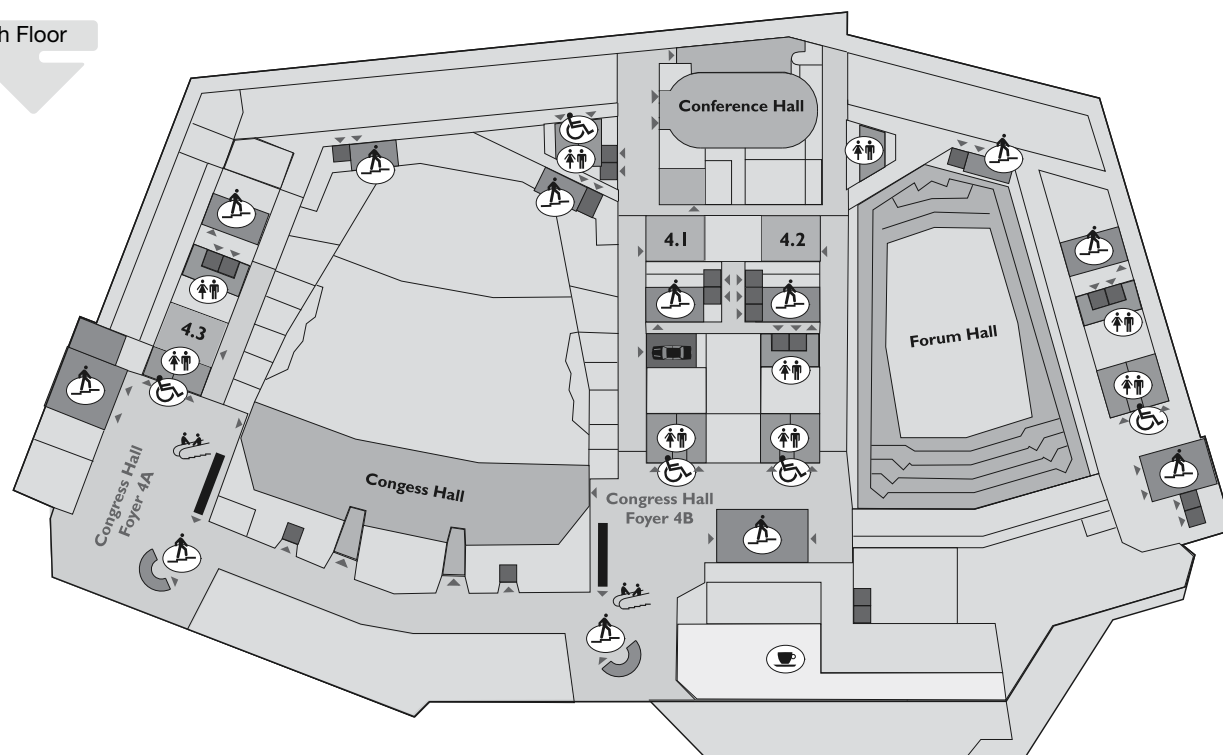 h Floor
Conference Hall
4.1
4.2
4.3
Forum Hall
Congess Hall
Congress Hall
Foyer 4A
Congress Hall
Foyer 4B